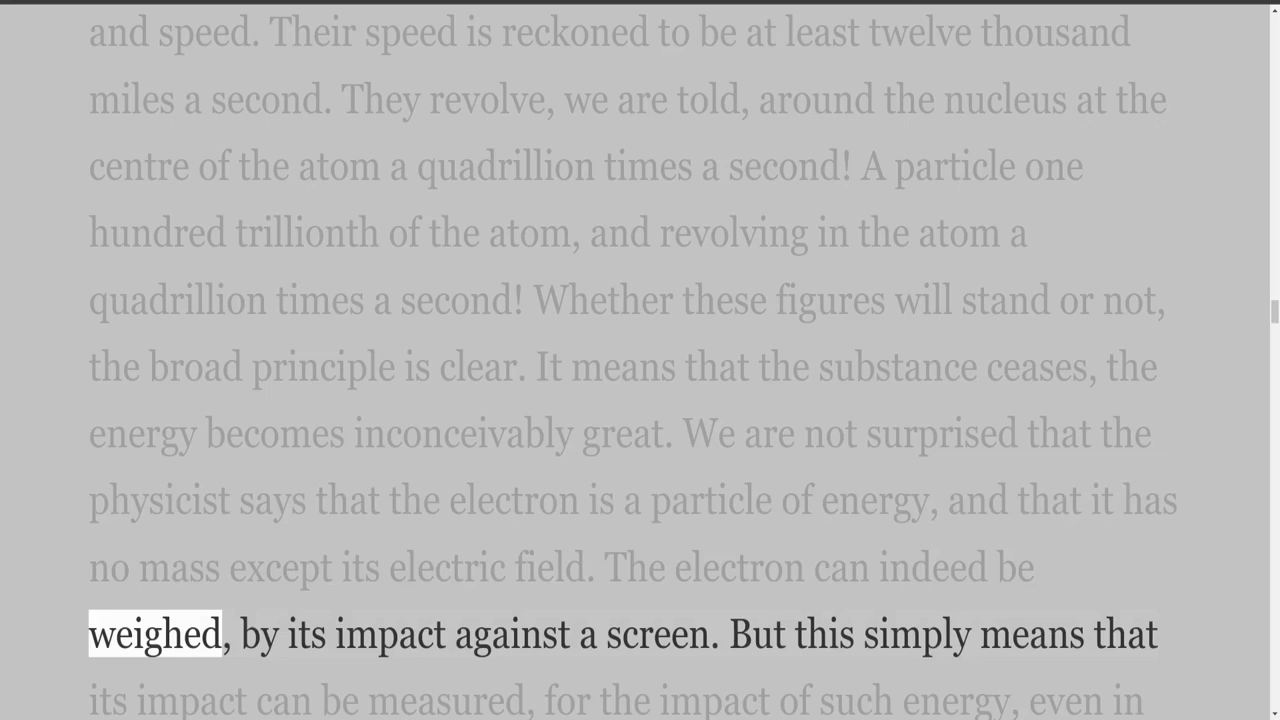 and speed. Their speed is reckoned to be at least twelve thousand
miles a second. They revolve, we are told, around the nucleus at the
centre of the atom a quadrillion times a second! A particle one
hundred trillionth of the atom, and revolving in the atom a
quadrillion times a second! Whether these figures will stand or not,
the broad principle is clear. It means that the substance ceases, the
energy becomes inconceivably great. We are not surprised that the
physicist says that the electron is a particle of energy, and that it has
no mass except its electric field. The electron can indeed be
weighed, by its impact against a screen. But this simply means that
its impact can be measured, for the impact of such energy, even in